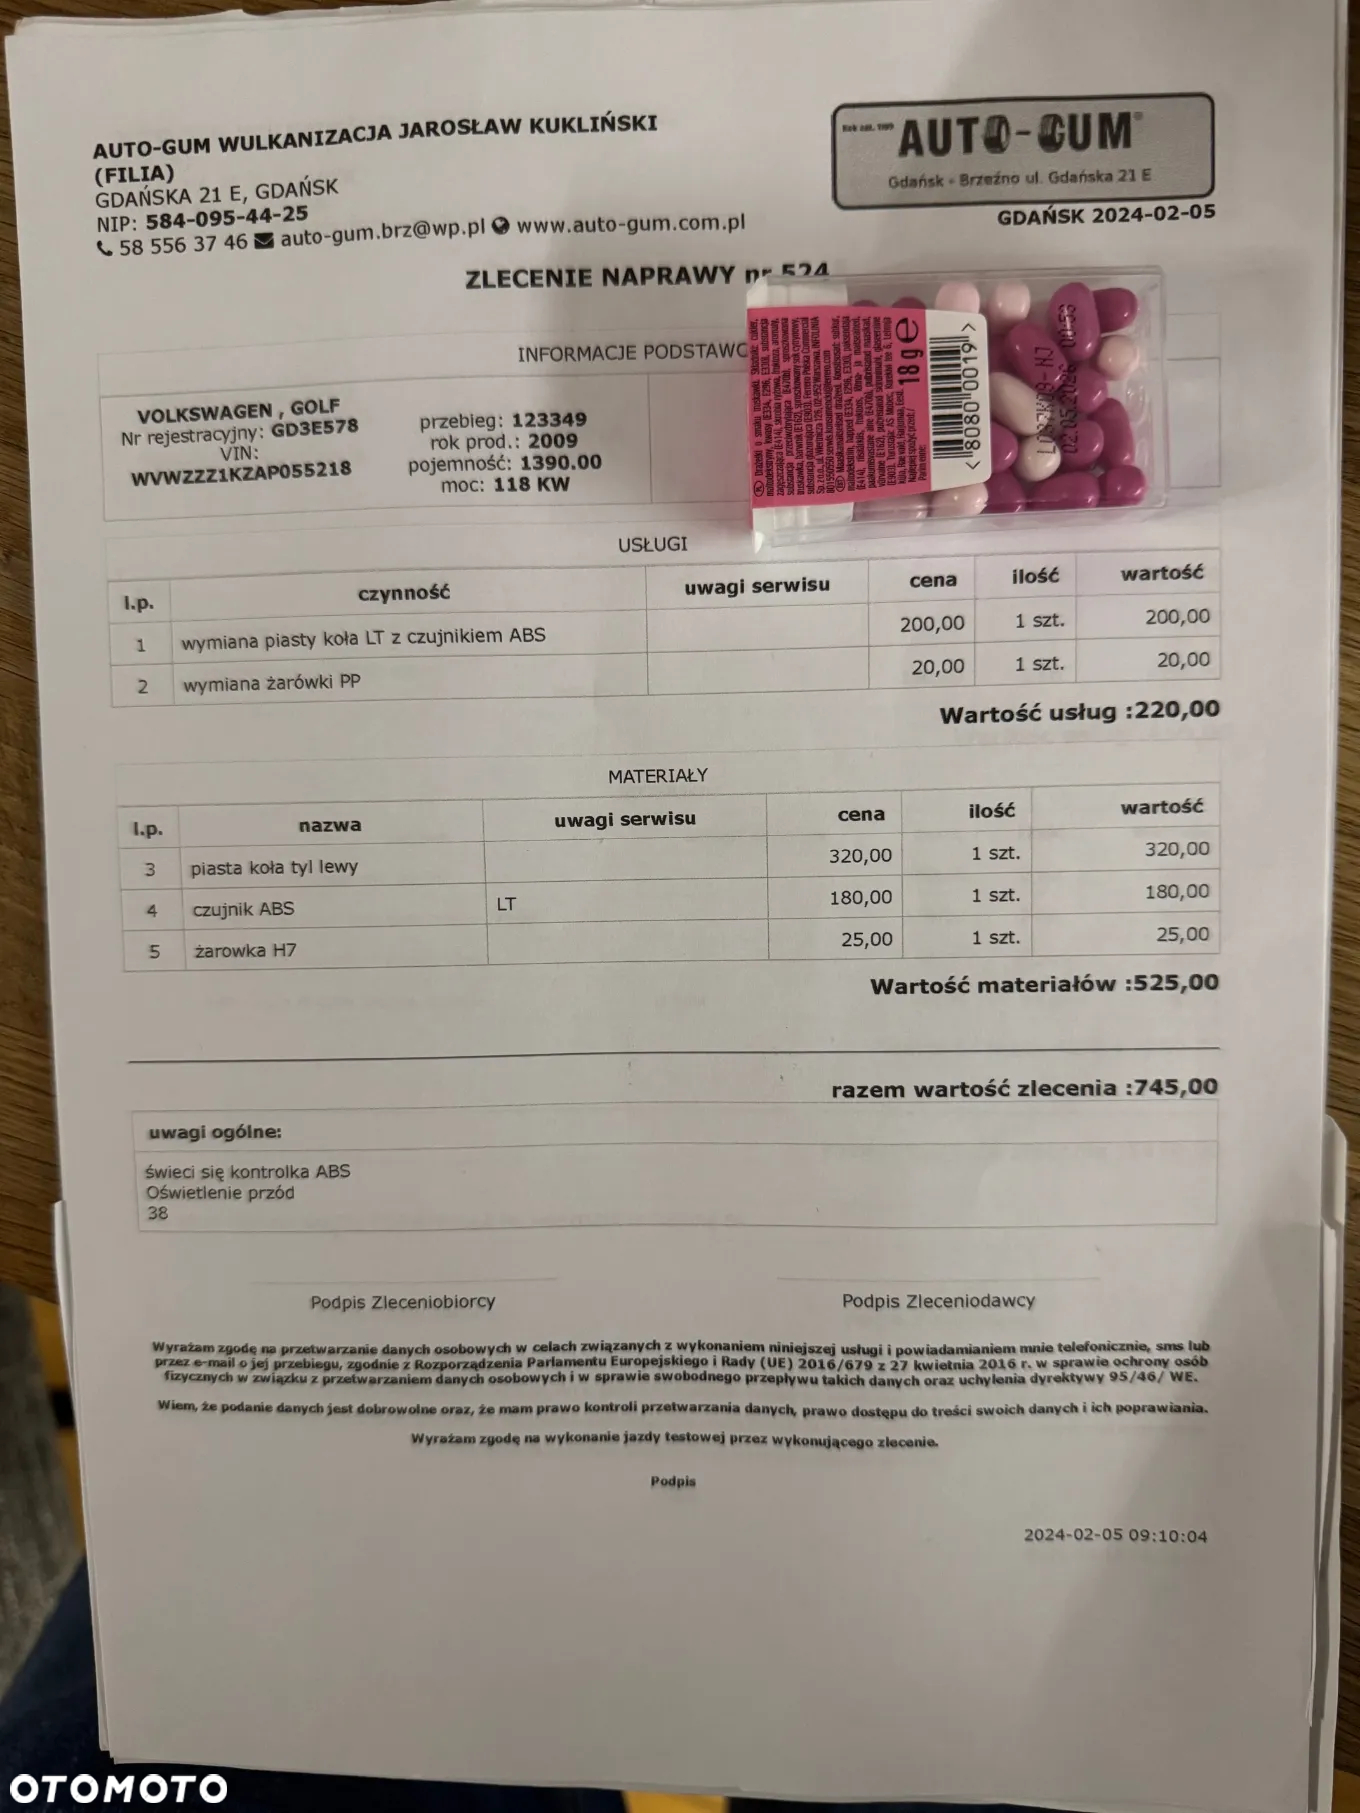 AUTO-GUM WULKANIZACJA JAROSŁAW KUKLIŃSKI
(FILIA)
GDAŃSKA 21 E, GDAŃSK
NIP: 584-095-44-25
58 556 37 46 auto-gum.brz@wp.pl www.auto-gum.com.pl
AUTO-GUM
Gdańsk - Brzeźno ul. Gdańska 21 E
GDAŃSK 2024-02-05
ZLECENIE NAPRAWY nr 524
INFORMACJE PODSTAWO
VOLKSWAGEN , GOLF
Nr rejestracyjny: GD3E578
VIN:
WVWZZZ1KZAP055218
przebieg: 123349
rok prod.: 2009
pojemność: 1390.00
moc: 118 KW
18 g e
<8080 0019>
L037K09-HJ
02.05.2026 00:53
USŁUGI
l.p. czynność uwagi serwisu cena ilość wartość
1 wymiana piasty koła LT z czujnikiem ABS 200,00 1 szt. 200,00
2 wymiana żarówki PP 20,00 1 szt. 20,00
Wartość usług :220,00
MATERIAŁY
l.p. nazwa uwagi serwisu cena ilość wartość
3 piasta koła tyl lewy 320,00 1 szt. 320,00
4 czujnik ABS LT 180,00 1 szt. 180,00
5 żarowka H7 25,00 1 szt. 25,00
Wartość materiałów :525,00
razem wartość zlecenia :745,00
uwagi ogólne:
świeci się kontrolka ABS
Oświetlenie przód
38
Podpis Zleceniobiorcy
Podpis Zleceniodawcy
Wyrażam zgodę na przetwarzanie danych osobowych w celach związanych z wykonaniem niniejszej usługi i powiadamianiem mnie telefonicznie, sms lub
przez e-mail o jej przebiegu, zgodnie z Rozporządzenia Parlamentu Europejskiego i Rady (UE) 2016/679 z 27 kwietnia 2016 r. w sprawie ochrony osób
fizycznych w związku z przetwarzaniem danych osobowych i w sprawie swobodnego przepływu takich danych oraz uchylenia dyrektywy 95/46/ WE.
Wiem, że podanie danych jest dobrowolne oraz, że mam prawo kontroli przetwarzania danych, prawo dostępu do treści swoich danych i ich poprawiania.
Wyrażam zgodę na wykonanie jazdy testowej przez wykonującego zlecenie.
Podpis
2024-02-05 09:10:04
OTOMOTO